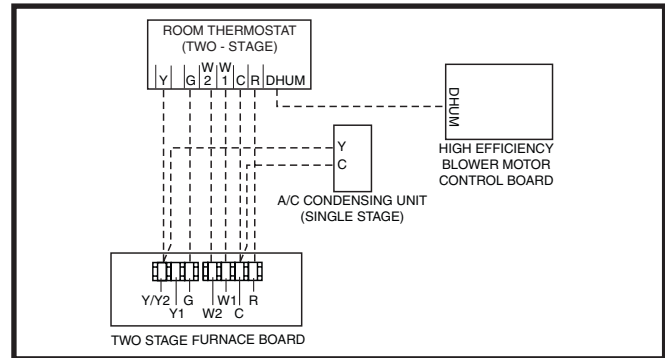 ROOM THERMOSTAT
(TWO - STAGE)
W W
Y G 2 1 C R DHUM
DHUM
HIGH EFFICIENCY
BLOWER MOTOR
CONTROL BOARD
Y
C
A/C CONDENSING UNIT
(SINGLE STAGE)
Y/Y2 G W1 R
Y1 W2 C
TWO STAGE FURNACE BOARD